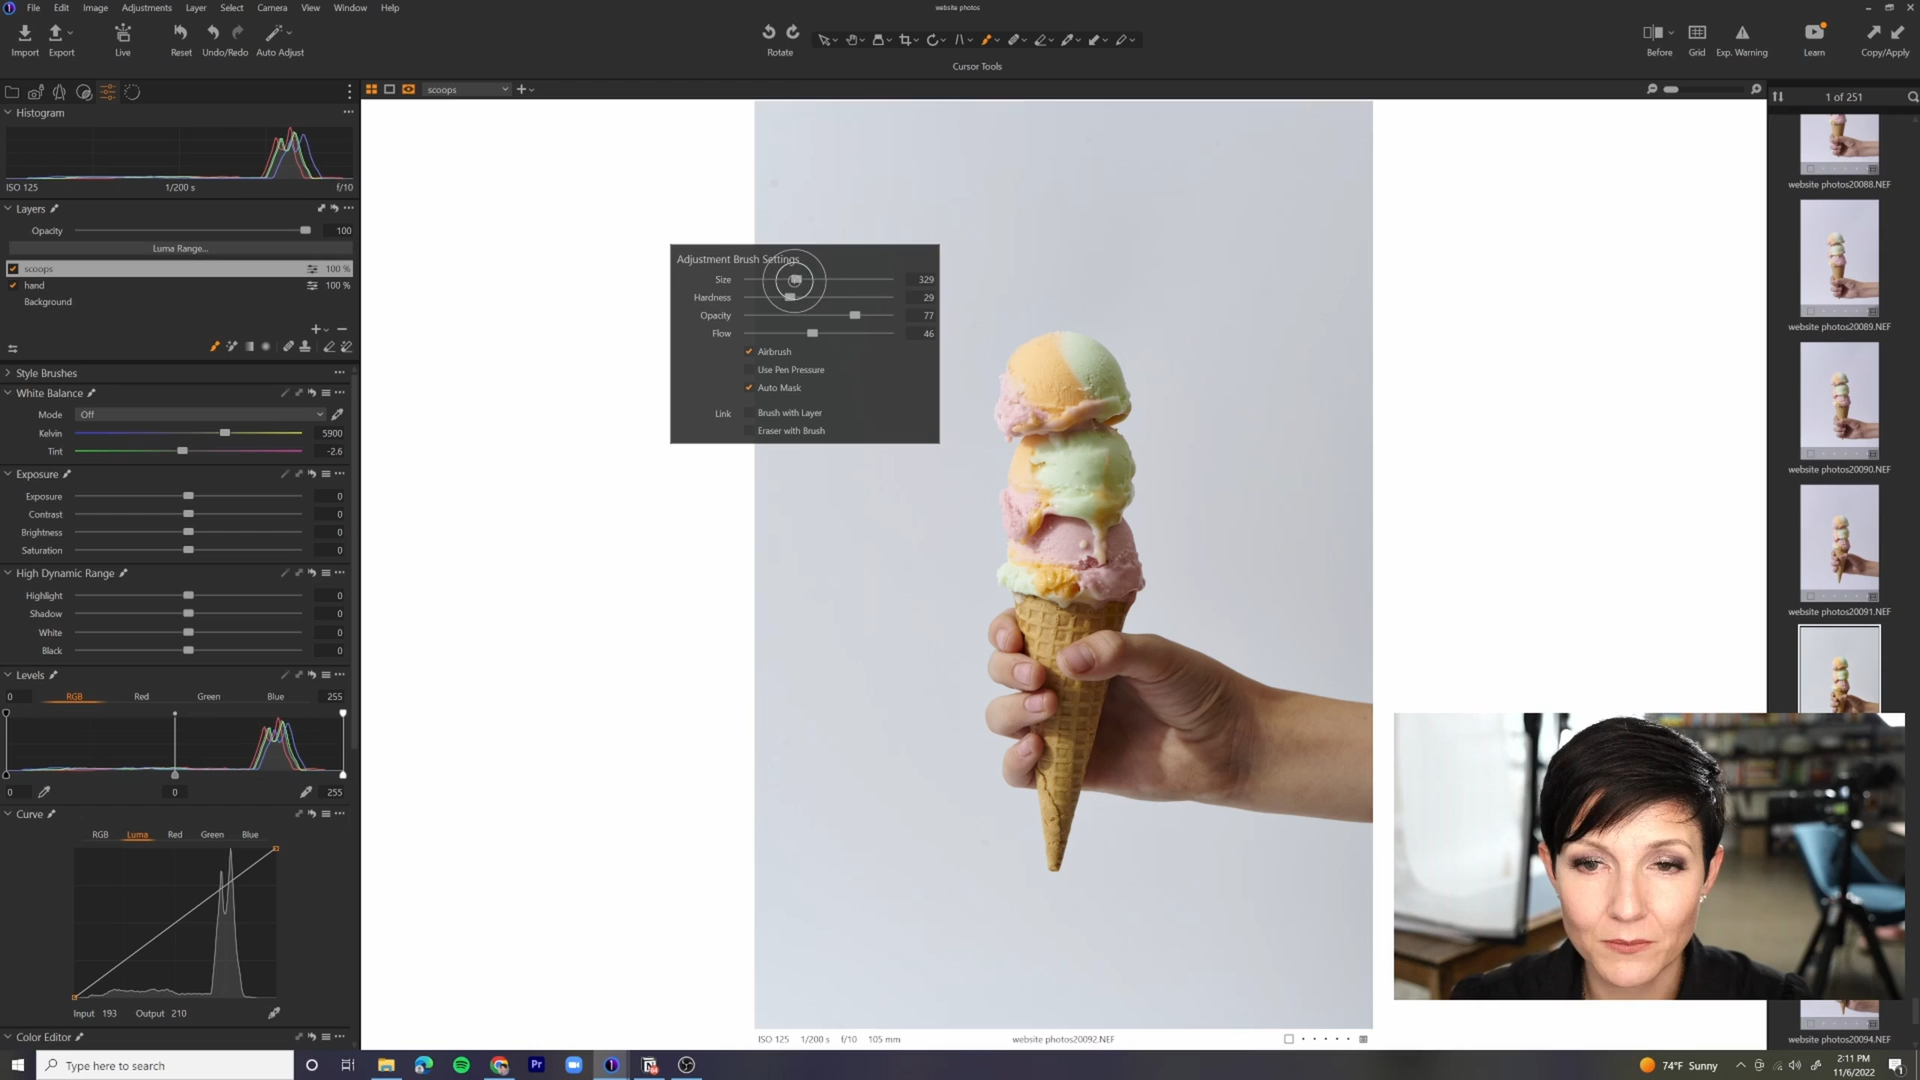 File Edit Image Adjustments Layer Select Camera View Window Help
website photos
Import Export Live Reset Undo/Redo Auto Adjust
Rotate
Cursor Tools
Before Grid Exp. Warning Learn Copy/Apply
scoops
1 of 251
Histogram
ISO 125 1/200 s f/10
Layers
Opacity 100
Luma Range...
scoops 100 %
hand 100 %
Background
Style Brushes
White Balance
Mode Off
Kelvin 5900
Tint -2.6
Exposure
Exposure 0
Contrast 0
Brightness 0
Saturation 0
High Dynamic Range
Highlight 0
Shadow 0
White 0
Black 0
Levels
0 RGB Red Green Blue 255
0 0 255
Curve
RGB Luma Red Green Blue
Input 193 Output 210
Color Editor
Adjustment Brush Settings
Size 329
Hardness 29
Opacity 77
Flow 46
Airbrush
Use Pen Pressure
Auto Mask
Link Brush with Layer
Eraser with Brush
website photos20088.NEF
website photos20089.NEF
website photos20090.NEF
website photos20091.NEF
website photos20094.NEF
ISO 125 1/200 s f/10 105 mm
website photos20092.NEF
Type here to search
Pr
74°F Sunny
2:11 PM
11/6/2022